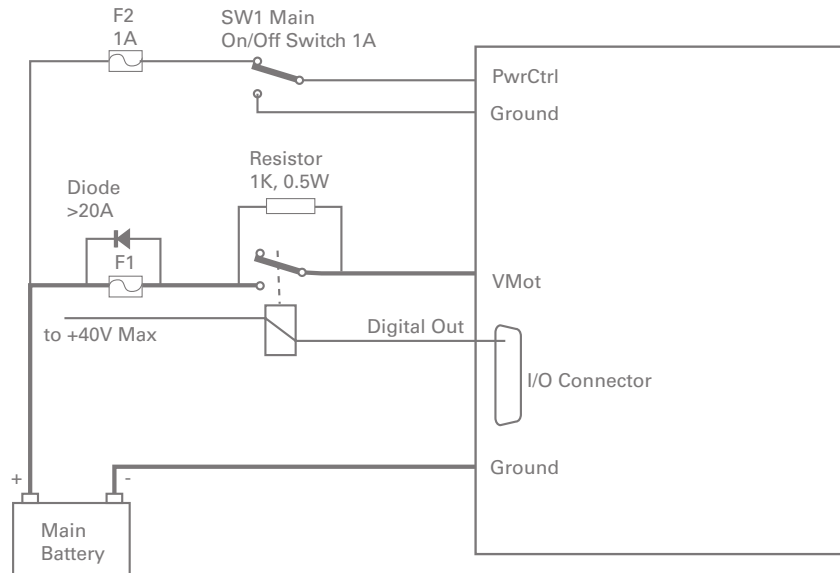 F2
1A
SW1 Main
On/Off Switch 1A
PwrCtrl
Ground
Resistor
1K, 0.5W
Diode
>20A
F1
VMot
to +40V Max
Digital Out
I/O Connector
Ground
+
-
Main
Battery